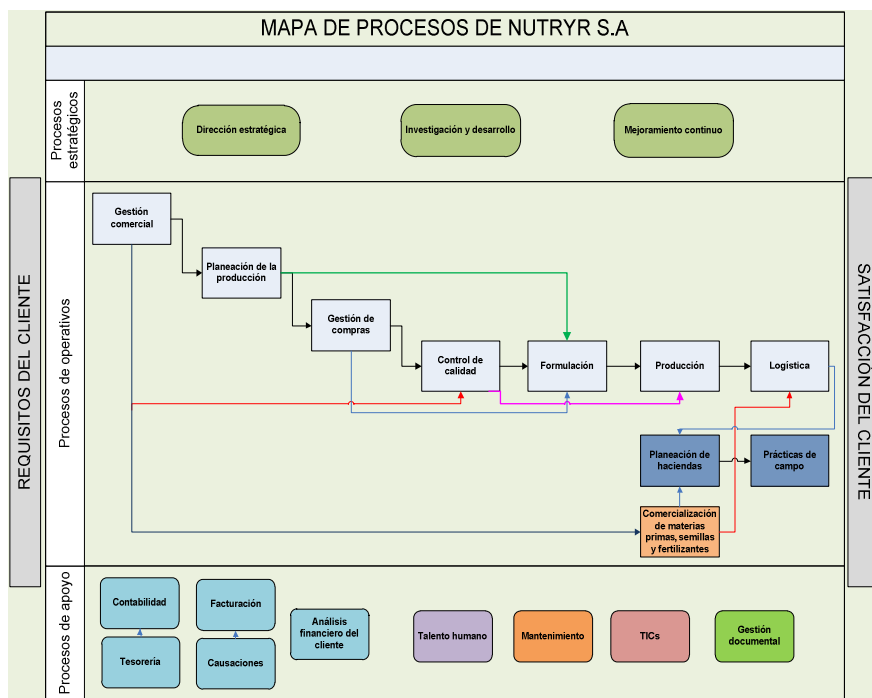 MAPA DE PROCESOS DE NUTRYR S.A
Procesos
estratégicos
Dirección estratégica
Investigación y desarrollo
Mejoramiento continuo
REQUISITOS DEL CLIENTE
SATISFACCIÓN DEL CLIENTE
Procesos de operativos
Gestión
comercial
Planeación de la
producción
Gestión de
compras
Control de
calidad
Formulación
Producción
Logística
Planeación de
haciendas
Prácticas de
campo
Comercialización
de materias
primas, semillas
y fertilizantes
Procesos de apoyo
Contabilidad
Facturación
Análisis
financiero del
cliente
Talento humano
Mantenimiento
TICs
Gestión
documental
Tesorería
Causaciones